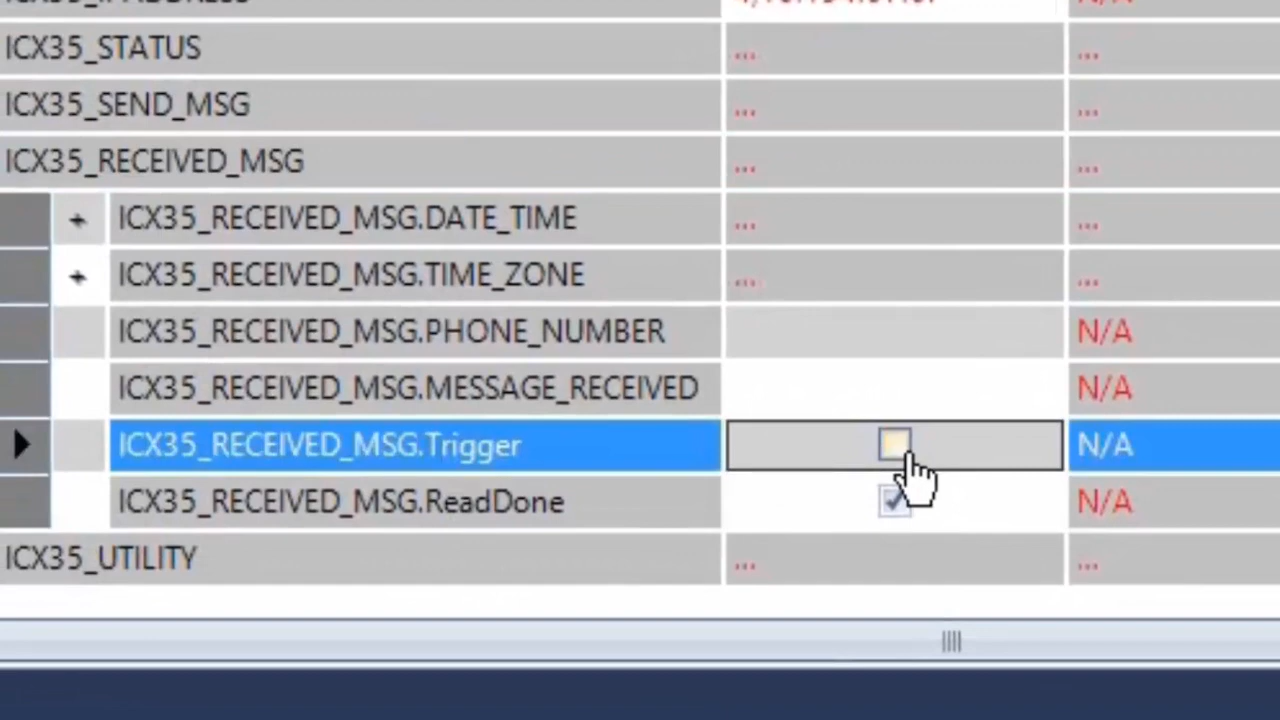 ICX35_STATUS ... ...
ICX35_SEND_MSG ... ...
ICX35_RECEIVED_MSG ... ...
+ ICX35_RECEIVED_MSG.DATE_TIME ... ...
+ ICX35_RECEIVED_MSG.TIME_ZONE ... ...
ICX35_RECEIVED_MSG.PHONE_NUMBER N/A
ICX35_RECEIVED_MSG.MESSAGE_RECEIVED N/A
ICX35_RECEIVED_MSG.Trigger N/A
ICX35_RECEIVED_MSG.ReadDone N/A
ICX35_UTILITY ... ...